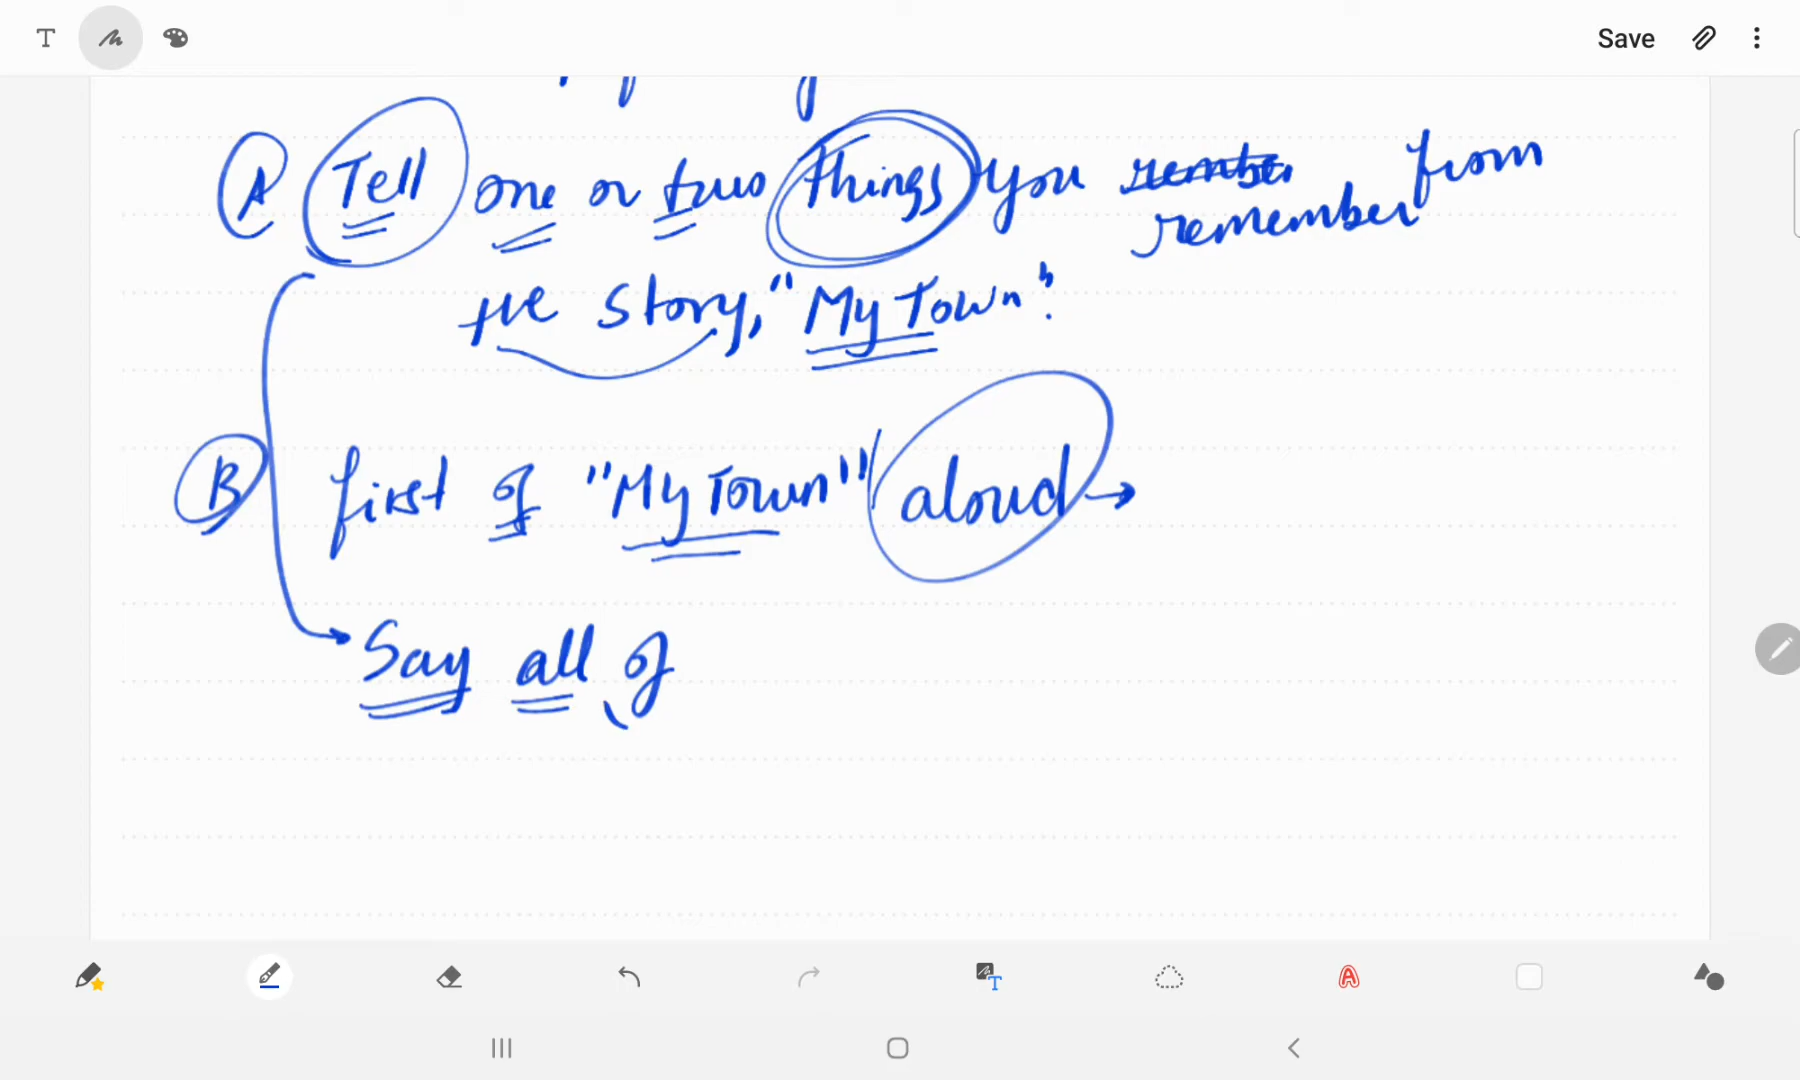 T Save
A Tell one or two things you from
remember
the story, "My Town".
B first of "My Town" aloud →
→ Say all of
T
A